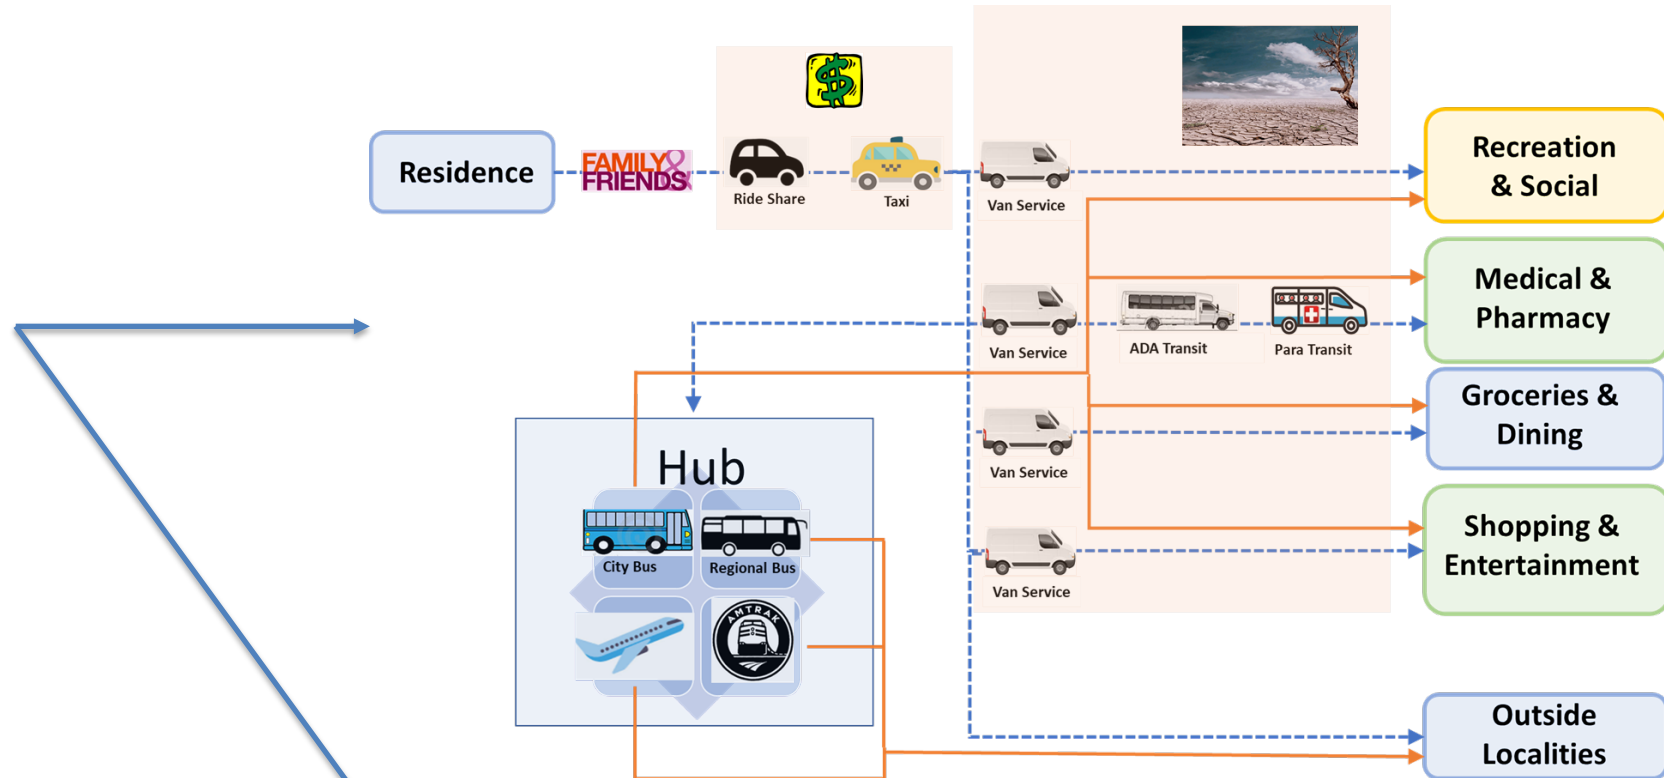 Residence
FAMILY&
FRIENDS
$
Ride Share
Taxi
Van Service
Recreation
& Social
Van Service
ADA Transit
Para Transit
Medical &
Pharmacy
Van Service
Groceries &
Dining
Van Service
Shopping &
Entertainment
Hub
City Bus
Regional Bus
AMTRAK
Outside
Localities